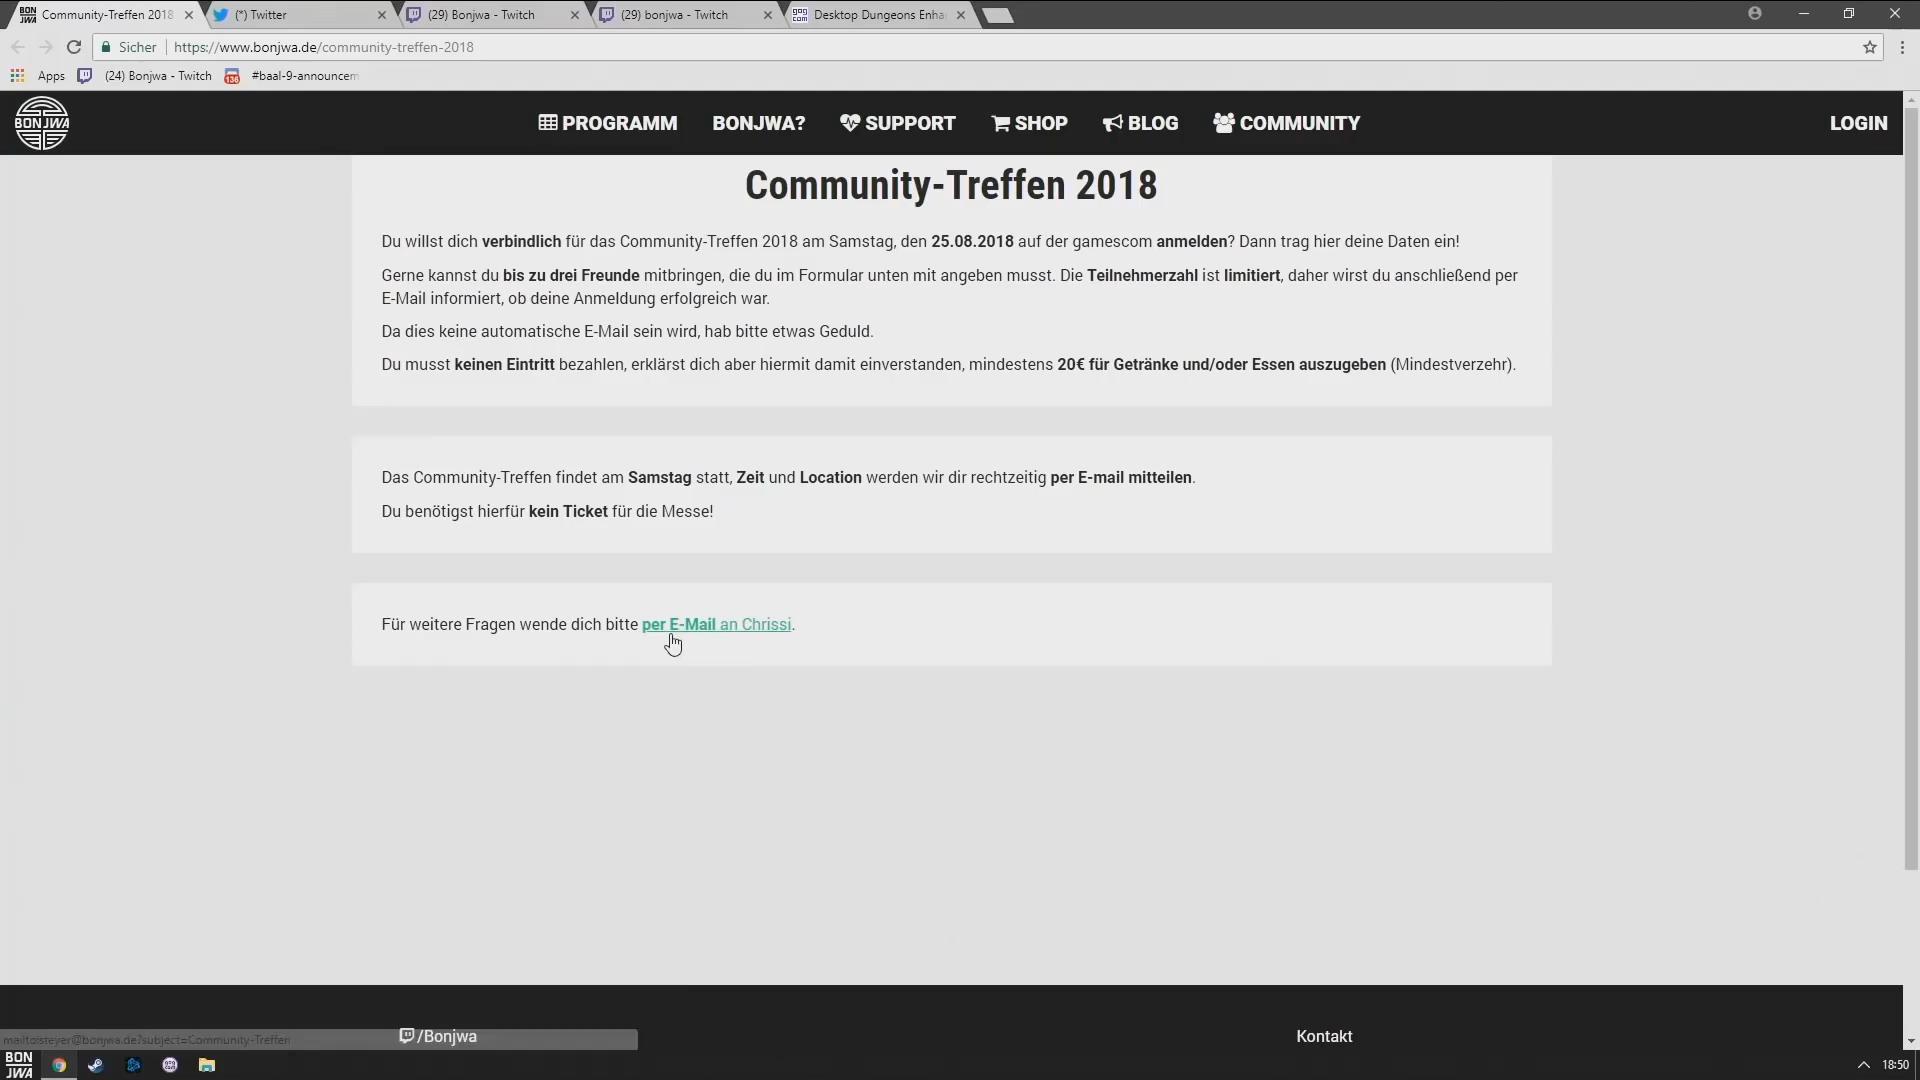 BON
JWA
Community-Treffen 2018
(*) Twitter
(29) Bonjwa - Twitch
(29) bonjwa - Twitch
gog
com
Desktop Dungeons Enha
Sicher
https://www.bonjwa.de/community-treffen-2018
Apps
(24) Bonjwa - Twitch
136
#baal-9-announcem
BONJWA
PROGRAMM
BONJWA?
SUPPORT
SHOP
BLOG
COMMUNITY
LOGIN
Community-Treffen 2018
Du willst dich verbindlich für das Community-Treffen 2018 am Samstag, den 25.08.2018 auf der gamescom anmelden? Dann trag hier deine Daten ein!
Gerne kannst du bis zu drei Freunde mitbringen, die du im Formular unten mit angeben musst. Die Teilnehmerzahl ist limitiert, daher wirst du anschließend per
E-Mail informiert, ob deine Anmeldung erfolgreich war.
Da dies keine automatische E-Mail sein wird, hab bitte etwas Geduld.
Du musst keinen Eintritt bezahlen, erklärst dich aber hiermit damit einverstanden, mindestens 20€ für Getränke und/oder Essen auszugeben (Mindestverzehr).
Das Community-Treffen findet am Samstag statt, Zeit und Location werden wir dir rechtzeitig per E-mail mitteilen.
Du benötigst hierfür kein Ticket für die Messe!
Für weitere Fragen wende dich bitte per E-Mail an Chrissi.
/Bonjwa
Kontakt
BON
JWA
18:50